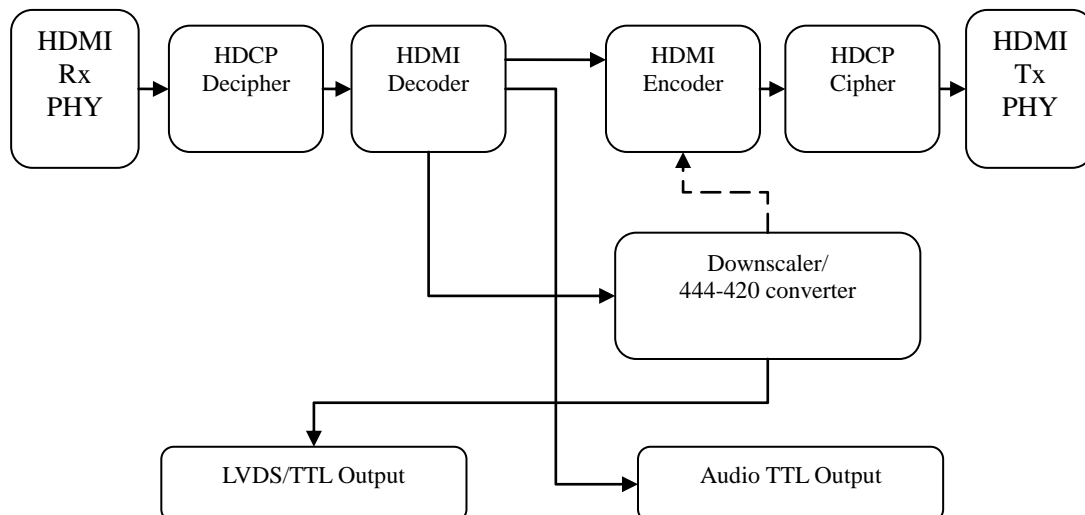 HDMI
Rx
PHY
HDCP
Decipher
HDMI
Decoder
HDMI
Encoder
HDCP
Cipher
HDMI
Tx
PHY
Downscaler/
444-420 converter
LVDS/TTL Output
Audio TTL Output